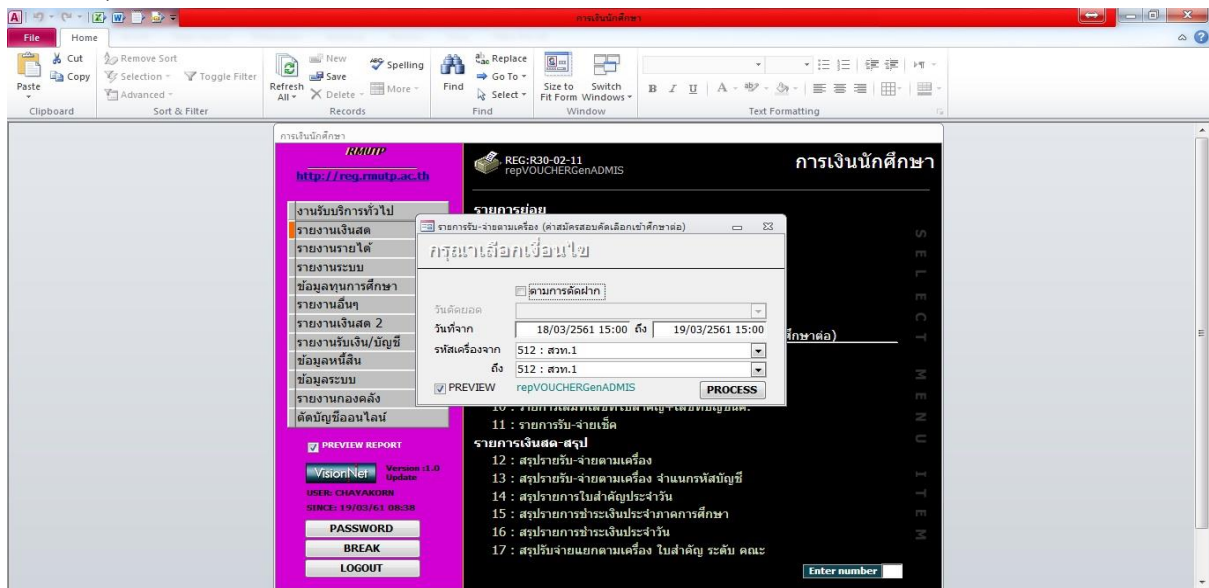 การเงินนักศึกษา
File Home
Cut
Copy
Paste
Clipboard
Remove Sort
Selection
Toggle Filter
Advanced
Sort & Filter
Refresh All
New
Save
Delete
Spelling
More
Records
Find
Replace
Go To
Select
Find
Size to Fit Form
Switch Windows
Window
B I U A
Text Formatting
การเงินนักศึกษา
RMUTP
http://reg.rmutp.ac.th
REG:R30-02-11
repVOUCHERGenADMIS
การเงินนักศึกษา
งานรับบริการทั่วไป
รายงานเงินสด
รายงานรายได้
รายงานระบบ
ข้อมูลทุนการศึกษา
รายงานอื่นๆ
รายงานเงินสด 2
รายงานรับเงิน/บัญชี
ข้อมูลหนี้สิน
ข้อมูลระบบ
รายงานกองคลัง
ตัดบัญชีออนไลน์
PREVIEW REPORT
VisionNet Version :1.0
Update
USER: CHAYAKORN
SINCE: 19/03/61 08:38
PASSWORD
BREAK
LOGOUT
รายการย่อย
รายการรับ-จ่ายตามเครื่อง (ค่าสมัครสอบคัดเลือกเข้าศึกษาต่อ)
กรุณาเลือกเงื่อนไข
ตามการตัดฝาก
วันตัดยอด
วันที่จาก 18/03/2561 15:00 ถึง 19/03/2561 15:00
รหัสเครื่องจาก 512 : สวท.1
ถึง 512 : สวท.1
PREVIEW repVOUCHERGenADMIS PROCESS
ศึกษาต่อ)
11 : รายการรับ-จ่ายเช็ค
รายการเงินสด-สรุป
12 : สรุปรายรับ-จ่ายตามเครื่อง
13 : สรุปรายรับ-จ่ายตามเครื่อง จำแนกรหัสบัญชี
14 : สรุปรายการใบสำคัญประจำวัน
15 : สรุปรายการชำระเงินประจำภาคการศึกษา
16 : สรุปรายการชำระเงินประจำวัน
17 : สรุปรับจ่ายแยกตามเครื่อง ใบสำคัญ ระดับ คณะ
Enter number
SELECT MENU ITEM